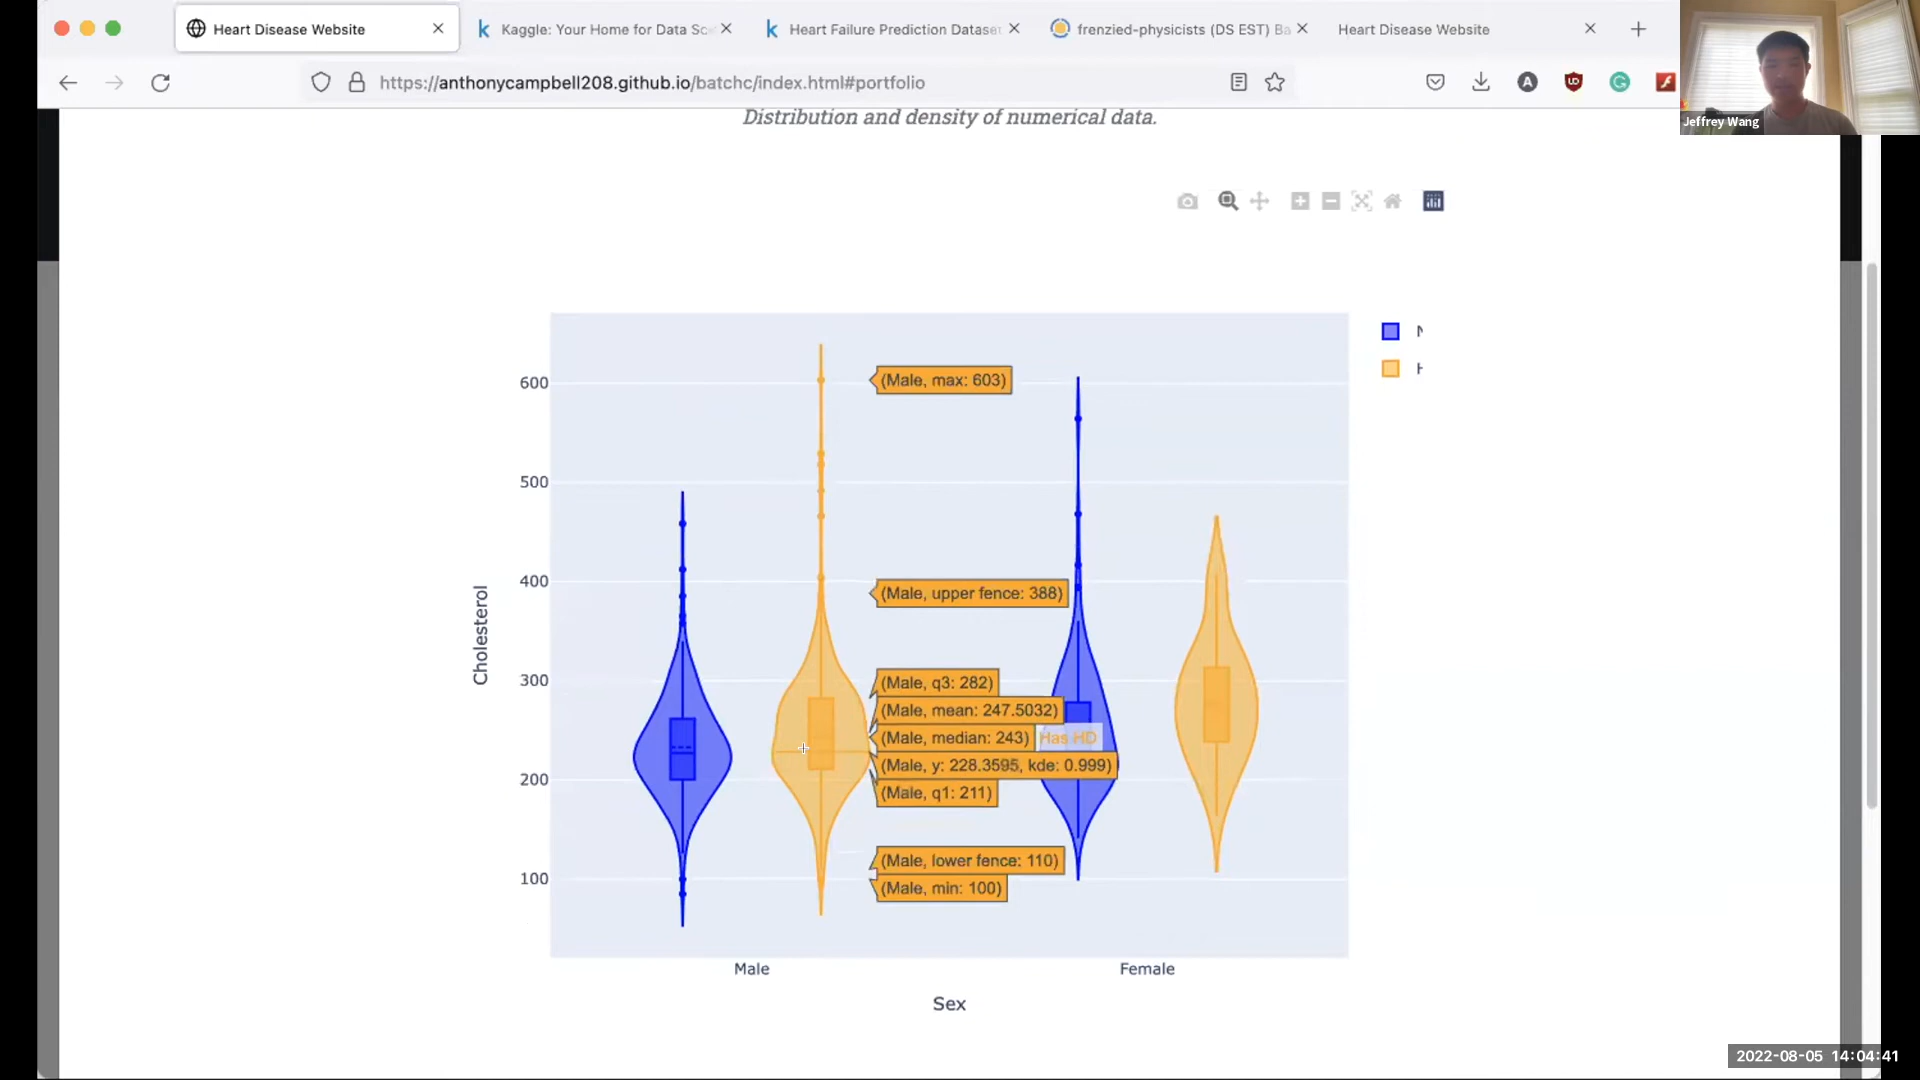 Heart Disease Website
Kaggle: Your Home for Data Sci
Heart Failure Prediction Dataset
frenzied-physicists (DS EST) Ba
Heart Disease Website
https://anthonycampbell208.github.io/batchc/index.html#portfolio
Jeffrey Wang
Distribution and density of numerical data.
N
H
600
500
400
300
200
100
Cholesterol
(Male, max: 603)
(Male, upper fence: 388)
(Male, q3: 282)
(Male, mean: 247.5032)
(Male, median: 243)
Has HD
(Male, y: 228.3595, kde: 0.999)
(Male, q1: 211)
(Male, lower fence: 110)
(Male, min: 100)
Male
Female
Sex
2022-08-05 14:04:41